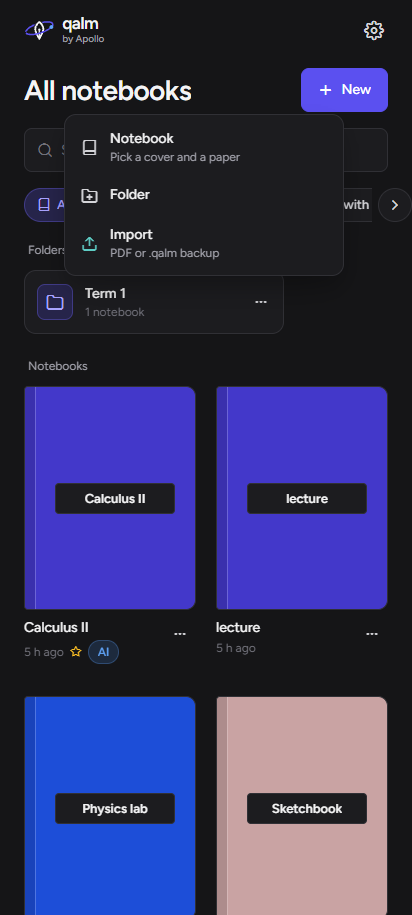 qalm
by Apollo
All notebooks
New
Notebook
Pick a cover and a paper
Folder
Import
PDF or .qalm backup
with
Folders
Term 1
1 notebook
Notebooks
Calculus II
lecture
Calculus II
5 h ago
AI
lecture
5 h ago
Physics lab
Sketchbook